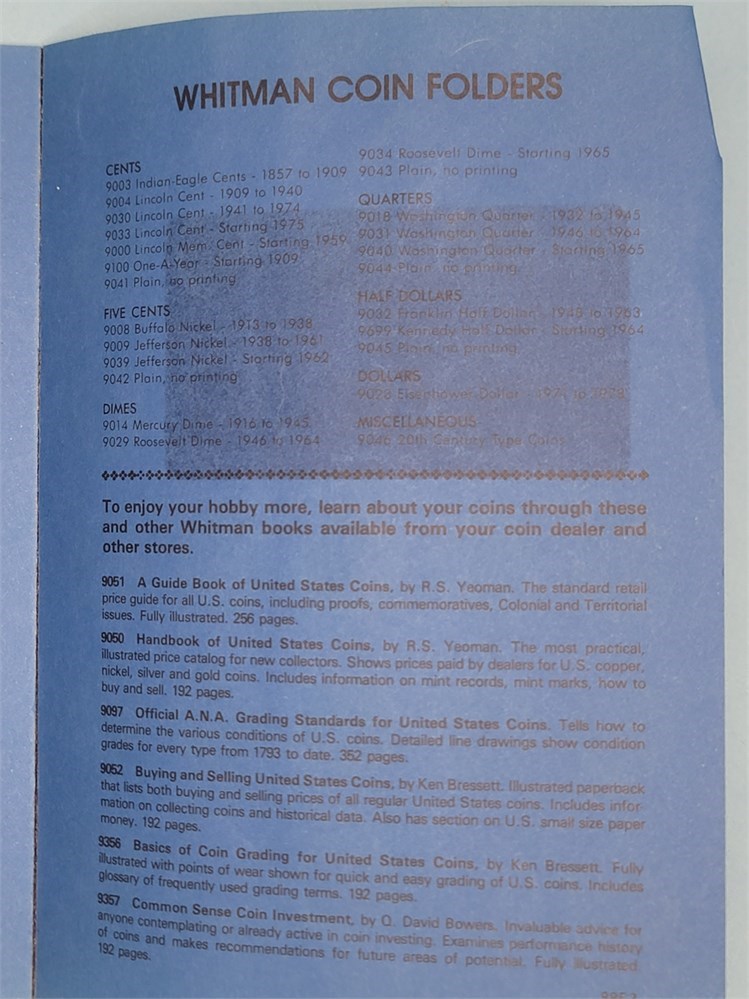 WHITMAN COIN FOLDERS
CENTS
9003 Indian-Eagle Cents - 1857 to 1909
9004 Lincoln Cent - 1909 to 1940
9030 Lincoln Cent - 1941 to 1974
9033 Lincoln Cent - Starting 1975
9000 Lincoln Mem. Cent - Starting 1959
9100 One-A-Year - Starting 1909
9041 Plain, no printing
FIVE CENTS
9008 Buffalo Nickel - 1913 to 1938
9009 Jefferson Nickel - 1938 to 1961
9039 Jefferson Nickel - Starting 1962
9042 Plain, no printing
DIMES
9014 Mercury Dime - 1916 to 1945
9029 Roosevelt Dime - 1946 to 1964
9034 Roosevelt Dime - Starting 1965
9043 Plain, no printing
QUARTERS
9018 Washington Quarter - 1932 to 1945
9031 Washington Quarter - 1946 to 1964
9040 Washington Quarter - Starting 1965
9044 Plain, no printing
HALF DOLLARS
9032 Franklin Half Dollar - 1948 to 1963
9699 Kennedy Half Dollar - Starting 1964
9045 Plain, no printing
DOLLARS
9023 Eisenhower Dollar - 1971 to 1978
MISCELLANEOUS
9046 20th Century Type Coins
To enjoy your hobby more, learn about your coins through these
and other Whitman books available from your coin dealer and
other stores.
9051 A Guide Book of United States Coins, by R.S. Yeoman. The standard retail
price guide for all U.S. coins, including proofs, commemoratives, Colonial and Territorial
issues. Fully illustrated. 256 pages.
9050 Handbook of United States Coins, by R.S. Yeoman. The most practical,
illustrated price catalog for new collectors. Shows prices paid by dealers for U.S. copper,
nickel, silver and gold coins. Includes information on mint records, mint marks, how to
buy and sell. 192 pages.
9097 Official A.N.A. Grading Standards for United States Coins. Tells how to
determine the various conditions of U.S. coins. Detailed line drawings show condition
grades for every type from 1793 to date. 352 pages.
9052 Buying and Selling United States Coins, by Ken Bressett. Illustrated paperback
that lists both buying and selling prices of all regular United States coins. Includes infor-
mation on collecting coins and historical data. Also has section on U.S. small size paper
money. 192 pages.
9356 Basics of Coin Grading for United States Coins, by Ken Bressett. Fully
illustrated with points of wear shown for quick and easy grading of U.S. coins. Includes
glossary of frequently used grading terms. 192 pages.
9357 Common Sense Coin Investment, by Q. David Bowers. Invaluable advice for
anyone contemplating or already active in coin investing. Examines performance history
of coins and makes recommendations for future areas of potential. Fully illustrated.
192 pages.